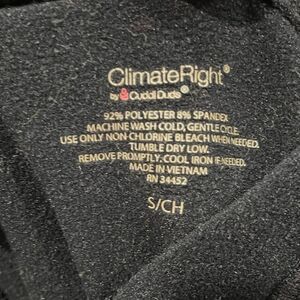 ClimateRight®
by Cuddl Duds®
92% POLYESTER 8% SPANDEX
MACHINE WASH COLD, GENTLE CYCLE.
USE ONLY NON-CHLORINE BLEACH WHEN NEEDED.
TUMBLE DRY LOW.
REMOVE PROMPTLY. COOL IRON IF NEEDED.
MADE IN VIETNAM
RN 34452
S/CH